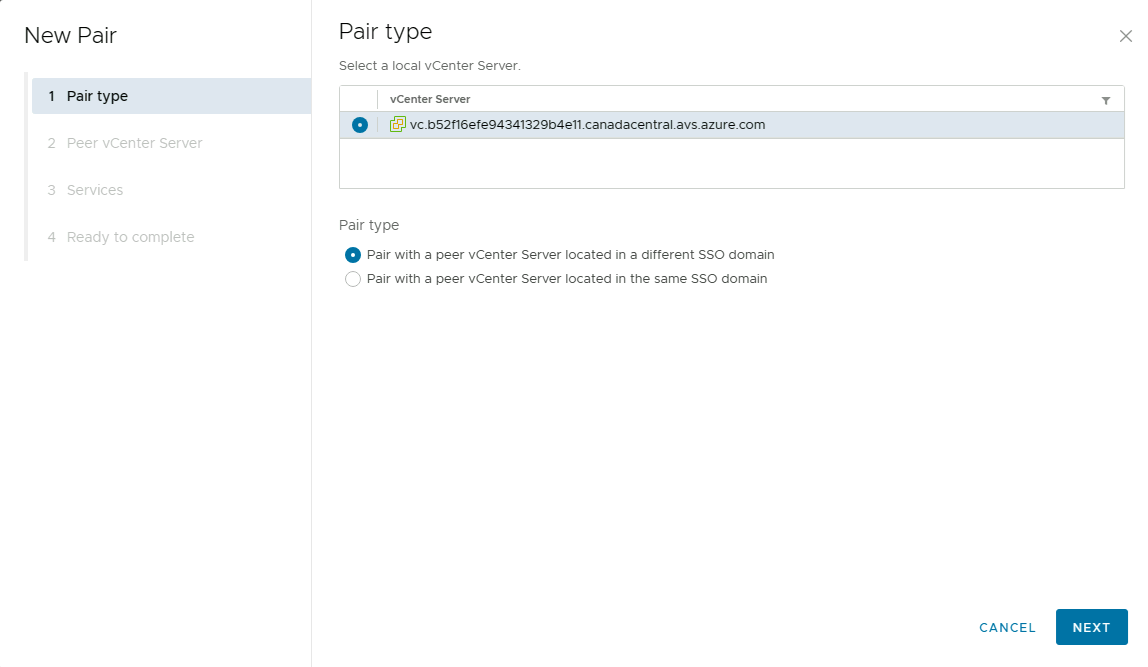 New Pair
1 Pair type
2 Peer vCenter Server
3 Services
4 Ready to complete
Pair type
Select a local vCenter Server.
vCenter Server
vc.b52f16efe94341329b4e11.canadacentral.avs.azure.com
Pair type
Pair with a peer vCenter Server located in a different SSO domain
Pair with a peer vCenter Server located in the same SSO domain
CANCEL NEXT